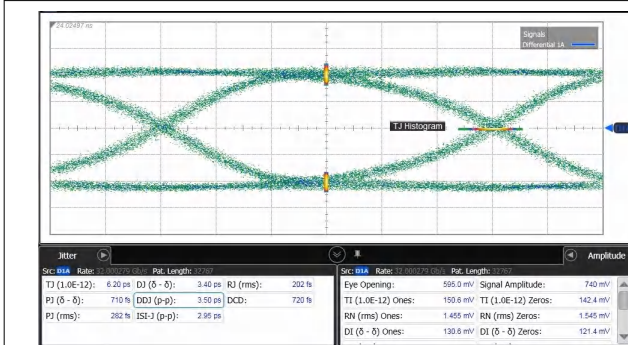 24.02497 ns
Signals
Differential 1A
TJ Histogram
Jitter
Amplitude
Src: D1A Rate: 32.000279 Gb/s Pat. Length: 32767
TJ (1.0E-12): 6.20 ps DJ (δ - δ): 3.40 ps RJ (rms): 202 fs
PJ (δ - δ): 710 fs DDJ (p-p): 3.50 ps DCD: 720 fs
PJ (rms): 282 fs ISI-J (p-p): 2.95 ps
Src: D1A Rate: 32.000279 Gb/s Pat. Length: 32767
Eye Opening: 595.0 mV Signal Amplitude: 740 mV
TI (1.0E-12) Ones: 150.6 mV TI (1.0E-12) Zeros: 142.4 mV
RN (rms) Ones: 1.455 mV RN (rms) Zeros: 1.545 mV
DI (δ - δ) Ones: 130.6 mV DI (δ - δ) Zeros: 121.4 mV